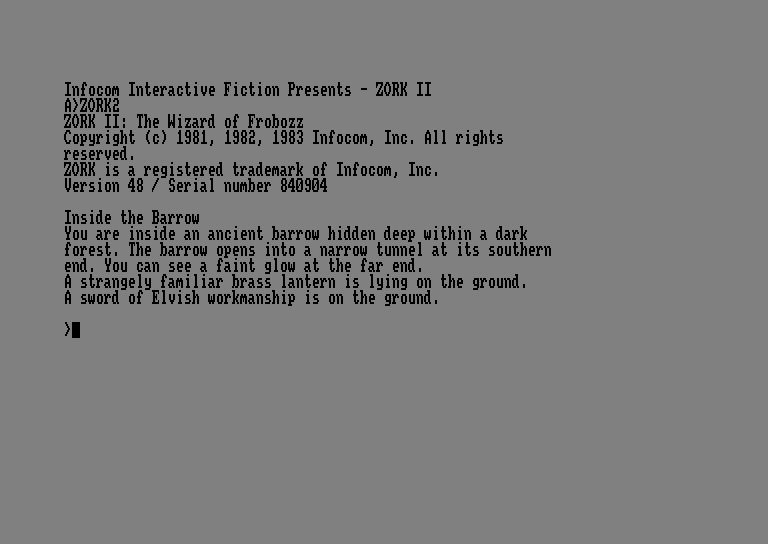 Infocom Interactive Fiction Presents - ZORK II
A>ZORK2
ZORK II: The Wizard of Frobozz
Copyright (c) 1981, 1982, 1983 Infocom, Inc. All rights
reserved.
ZORK is a registered trademark of Infocom, Inc.
Version 48 / Serial number 840904
Inside the Barrow
You are inside an ancient barrow hidden deep within a dark
forest. The barrow opens into a narrow tunnel at its southern
end. You can see a faint glow at the far end.
A strangely familiar brass lantern is lying on the ground.
A sword of Elvish workmanship is on the ground.
>